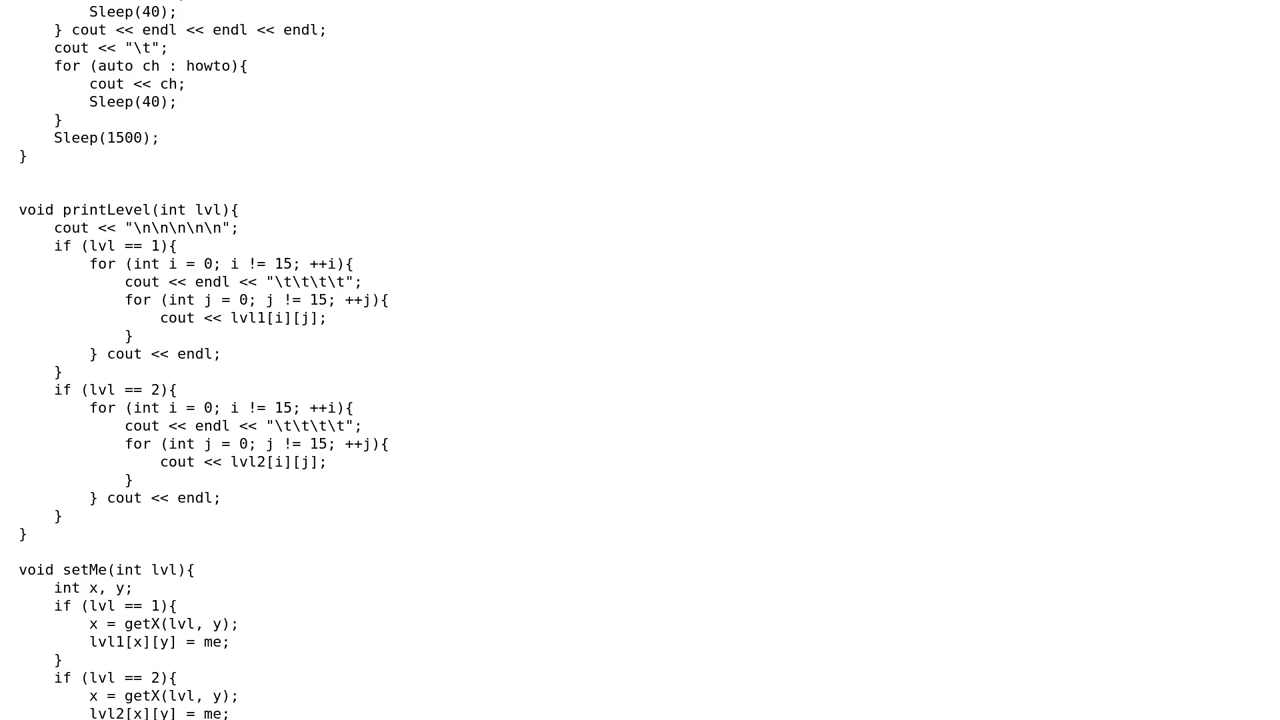 Sleep(40);
    } cout << endl << endl << endl;
    cout << "\t";
    for (auto ch : howto){
        cout << ch;
        Sleep(40);
    }
    Sleep(1500);
}

void printLevel(int lvl){
    cout << "\n\n\n\n\n";
    if (lvl == 1){
        for (int i = 0; i != 15; ++i){
            cout << endl << "\t\t\t\t";
            for (int j = 0; j != 15; ++j){
                cout << lvl1[i][j];
            }
        } cout << endl;
    }
    if (lvl == 2){
        for (int i = 0; i != 15; ++i){
            cout << endl << "\t\t\t\t";
            for (int j = 0; j != 15; ++j){
                cout << lvl2[i][j];
            }
        } cout << endl;
    }
}

void setMe(int lvl){
    int x, y;
    if (lvl == 1){
        x = getX(lvl, y);
        lvl1[x][y] = me;
    }
    if (lvl == 2){
        x = getX(lvl, y);
        lvl2[x][y] = me;